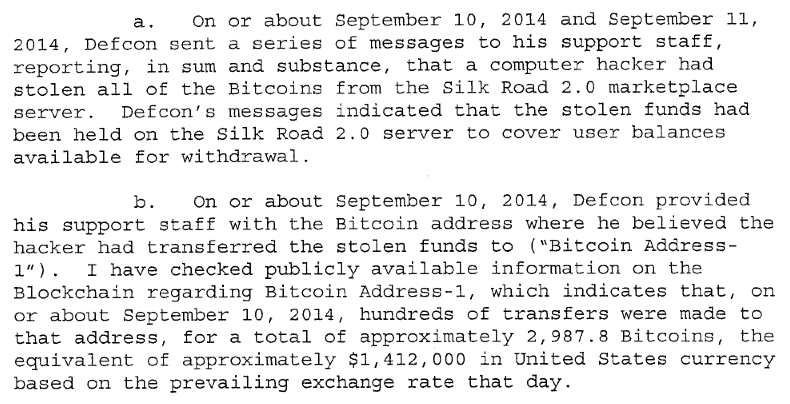 a. On or about September 10, 2014 and September 11,
2014, Defcon sent a series of messages to his support staff,
reporting, in sum and substance, that a computer hacker had
stolen all of the Bitcoins from the Silk Road 2.0 marketplace
server. Defcon's messages indicated that the stolen funds had
been held on the Silk Road 2.0 server to cover user balances
available for withdrawal.
b. On or about September 10, 2014, Defcon provided
his support staff with the Bitcoin address where he believed the
hacker had transferred the stolen funds to ("Bitcoin Address-
1"). I have checked publicly available information on the
Blockchain regarding Bitcoin Address-1, which indicates that, on
or about September 10, 2014, hundreds of transfers were made to
that address, for a total of approximately 2,987.8 Bitcoins, the
equivalent of approximately $1,412,000 in United States currency
based on the prevailing exchange rate that day.